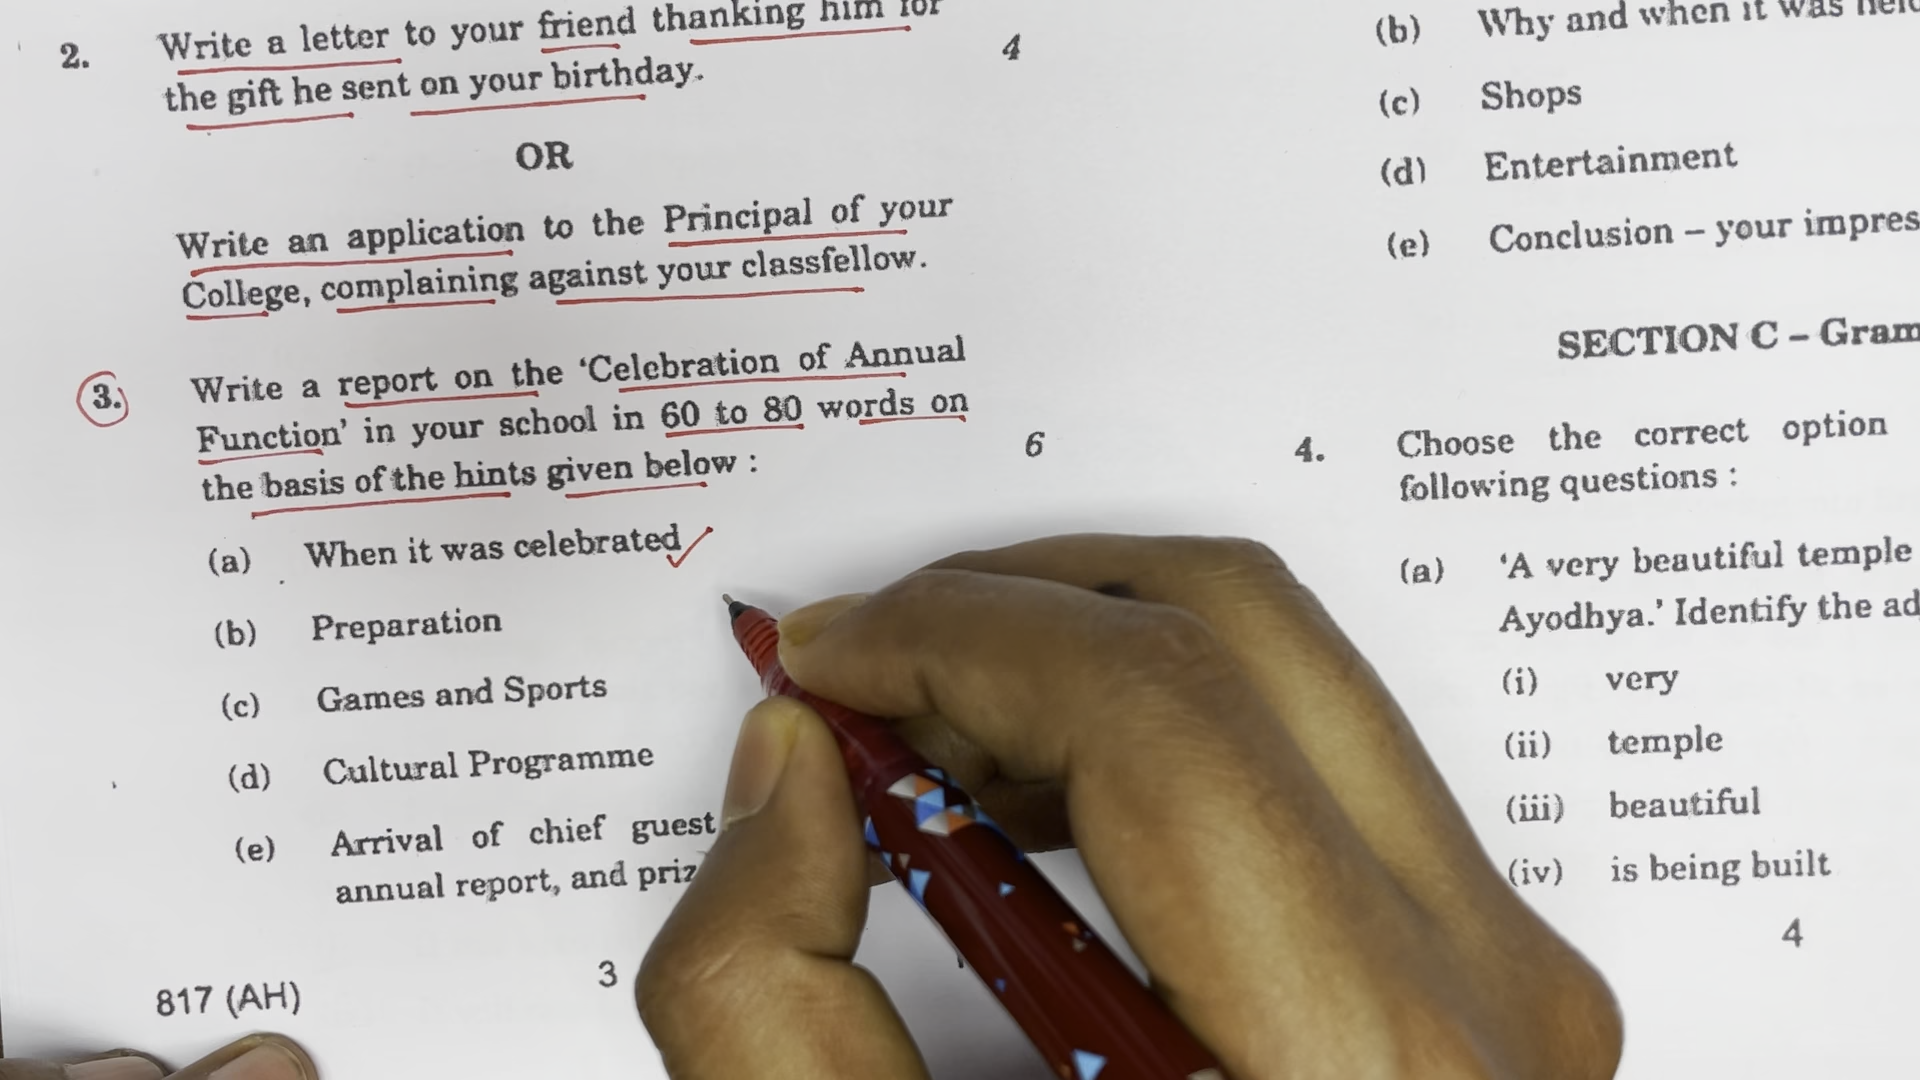 2. Write a letter to your friend thanking him for 4
the gift he sent on your birthday.
OR
Write an application to the Principal of your
College, complaining against your classfellow.
3. Write a report on the ‘Celebration of Annual
Function’ in your school in 60 to 80 words on
the basis of the hints given below : 6
(a) When it was celebrated
(b) Preparation
(c) Games and Sports
(d) Cultural Programme
(e) Arrival of chief guest
annual report, and
817 (AH) 3
(b) Why and when it was
(c) Shops
(d) Entertainment
(e) Conclusion – your
SECTION C –
4. Choose the correct option
following questions :
(a) ‘A very beautiful temple
Ayodhya.’ Identify the
(i) very
(ii) temple
(iii) beautiful
(iv) is being built
4